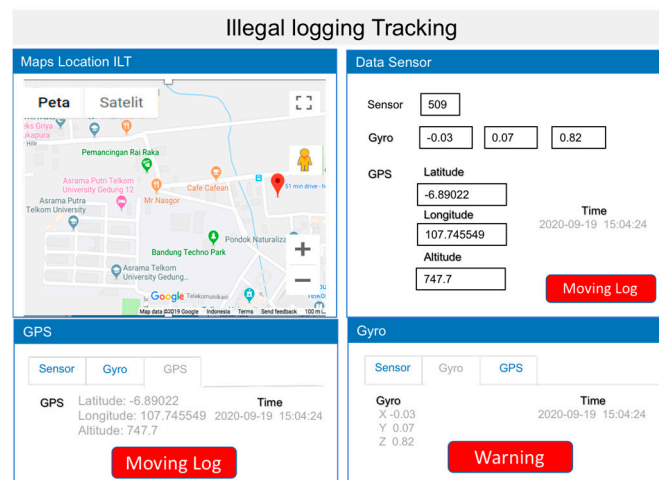 Illegal logging Tracking
Maps Location ILT
Peta Satelit
eks Griya
ukapura
Hille
Pemancingan Rai Raka
Asrama Putri Telkom
University Gedung 12
Asrama Putra
Telkom University
Mr.Nasgor
Cafe Cafean
51 min drive - h
Pondok Naturaliz
Bandung Techno Park
Asrama Telkom
University Gedung...
Google
Telekomunikasi
Map data ©2019 Google Indonesia Terms Send feedback 100 m
Data Sensor
Sensor 509
Gyro -0.03 0.07 0.82
GPS Latitude
-6.89022
Longitude
107.745549
Altitude
747.7
Time
2020-09-19 15:04:24
Moving Log
GPS
Sensor Gyro GPS
GPS Latitude: -6.89022
Longitude: 107.745549
Altitude: 747.7
Time
2020-09-19 15:04:24
Moving Log
Gyro
Sensor Gyro GPS
Gyro
X -0.03
Y 0.07
Z 0.82
Time
2020-09-19 15:04:24
Warning